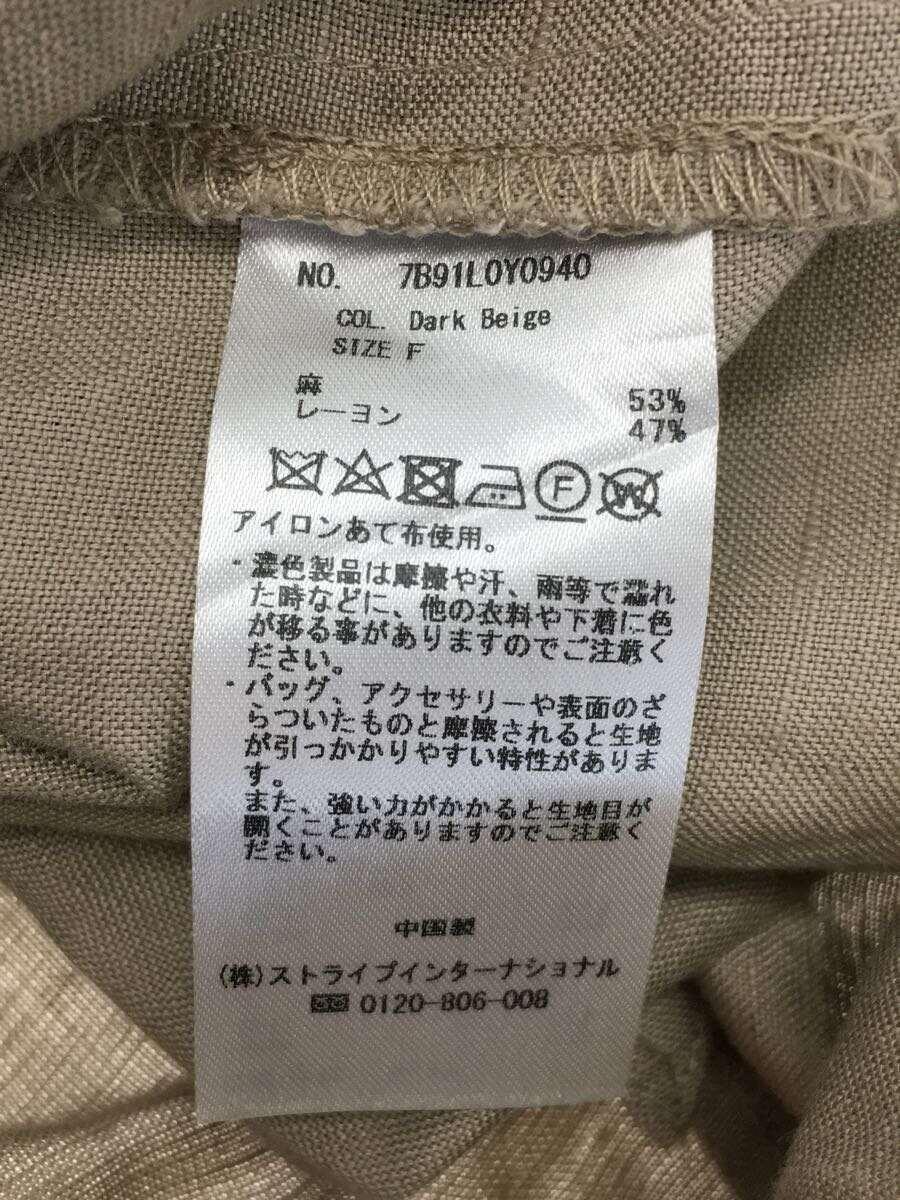 NO. 7B91L0Y0940
COL. Dark Beige
SIZE F
麻 53%
レーヨン 47%
F
W
アイロンあて布使用。
・濃色製品は摩擦や汗、雨等で濡れ
た時などに、他の衣料や下着に色
が移る事がありますのでご注意く
ださい。
・バッグ、アクセサリーや表面のざ
らついたものと摩擦されると生地
が引っかかりやすい特性がありま
す。
また、強い力がかかると生地目が
開くことがありますのでご注意く
ださい。
中国製
(株)ストライプインターナショナル
0120-806-008